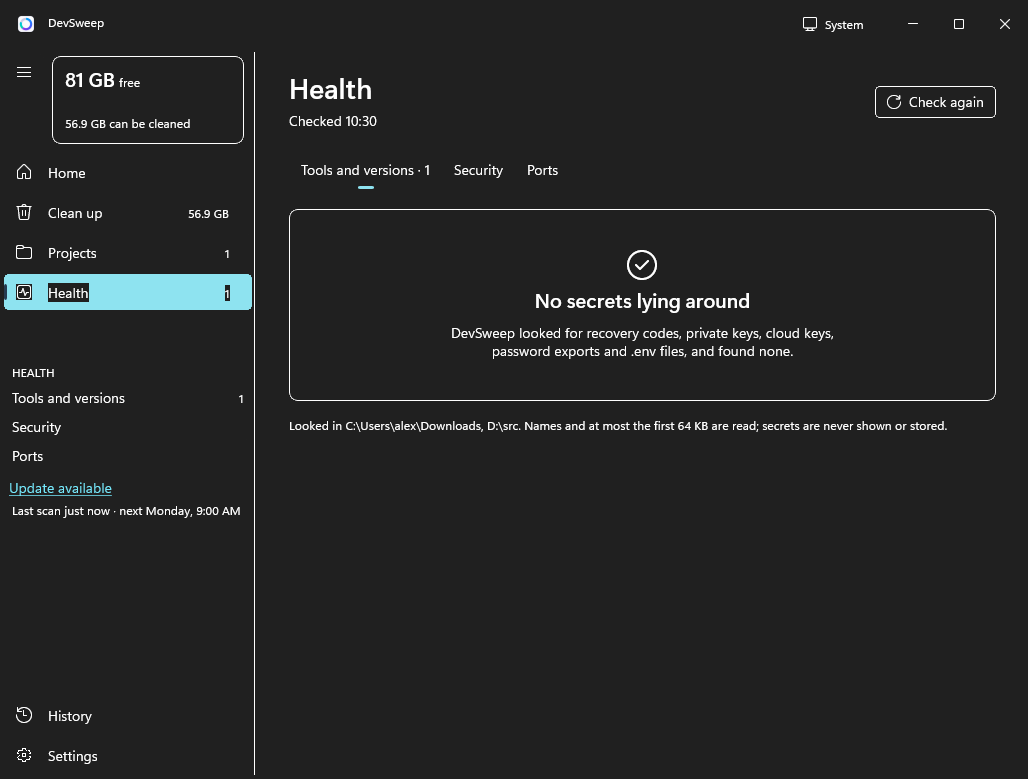 DevSweep
System
81 GB free
56.9 GB can be cleaned
Home
Clean up 56.9 GB
Projects 1
Health 1
HEALTH
Tools and versions 1
Security
Ports
Update available
Last scan just now · next Monday, 9:00 AM
History
Settings
Health
Checked 10:30
Check again
Tools and versions · 1 Security Ports
No secrets lying around
DevSweep looked for recovery codes, private keys, cloud keys,
password exports and .env files, and found none.
Looked in C:\Users\alex\Downloads, D:\src. Names and at most the first 64 KB are read; secrets are never shown or stored.